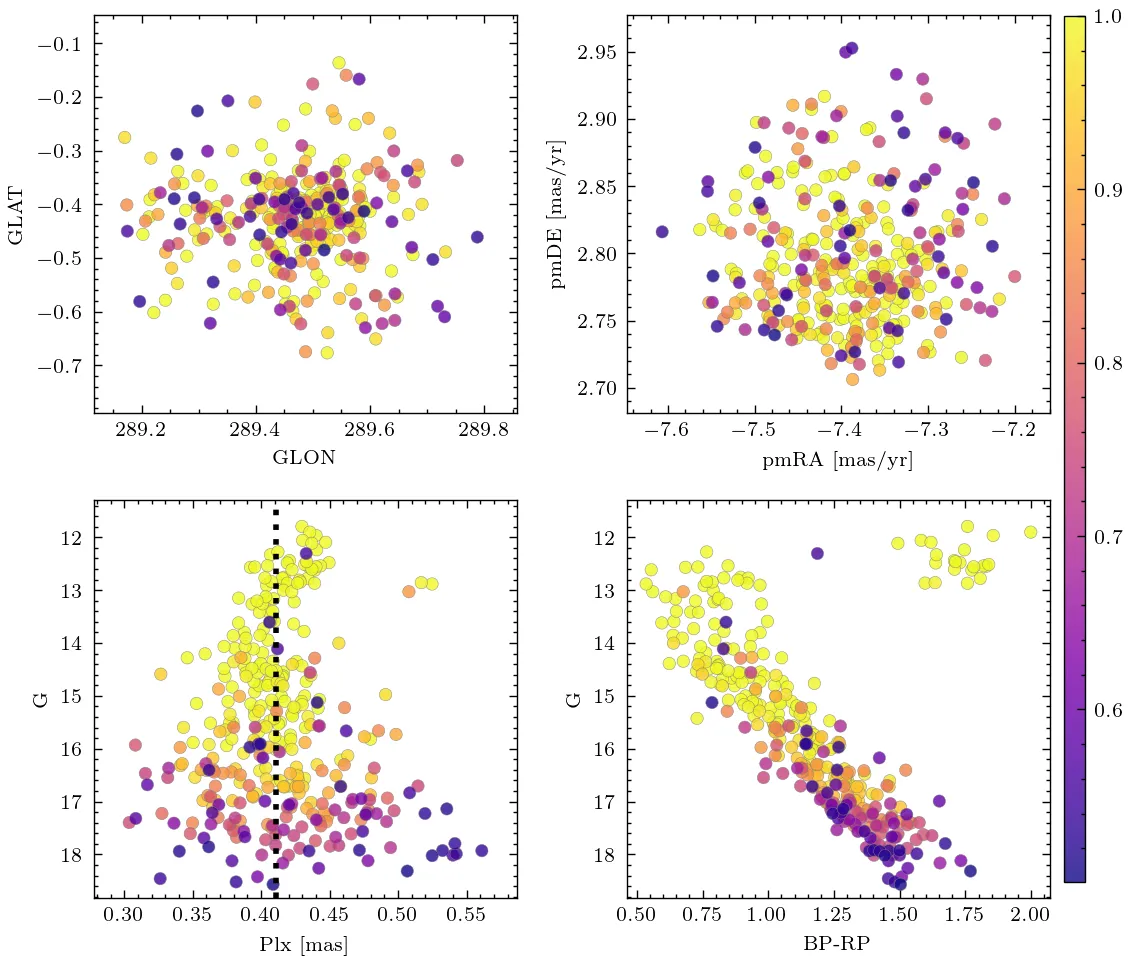 −0.1
−0.2
−0.3
−0.4
−0.5
−0.6
−0.7
GLAT
289.2 289.4 289.6 289.8
GLON
2.95
2.90
2.85
2.80
2.75
2.70
pmDE [mas/yr]
−7.6 −7.5 −7.4 −7.3 −7.2
pmRA [mas/yr]
1.0
0.9
0.8
0.7
0.6
12
13
14
15
16
17
18
G
0.30 0.35 0.40 0.45 0.50 0.55
Plx [mas]
12
13
14
15
16
17
18
G
0.50 0.75 1.00 1.25 1.50 1.75 2.00
BP-RP